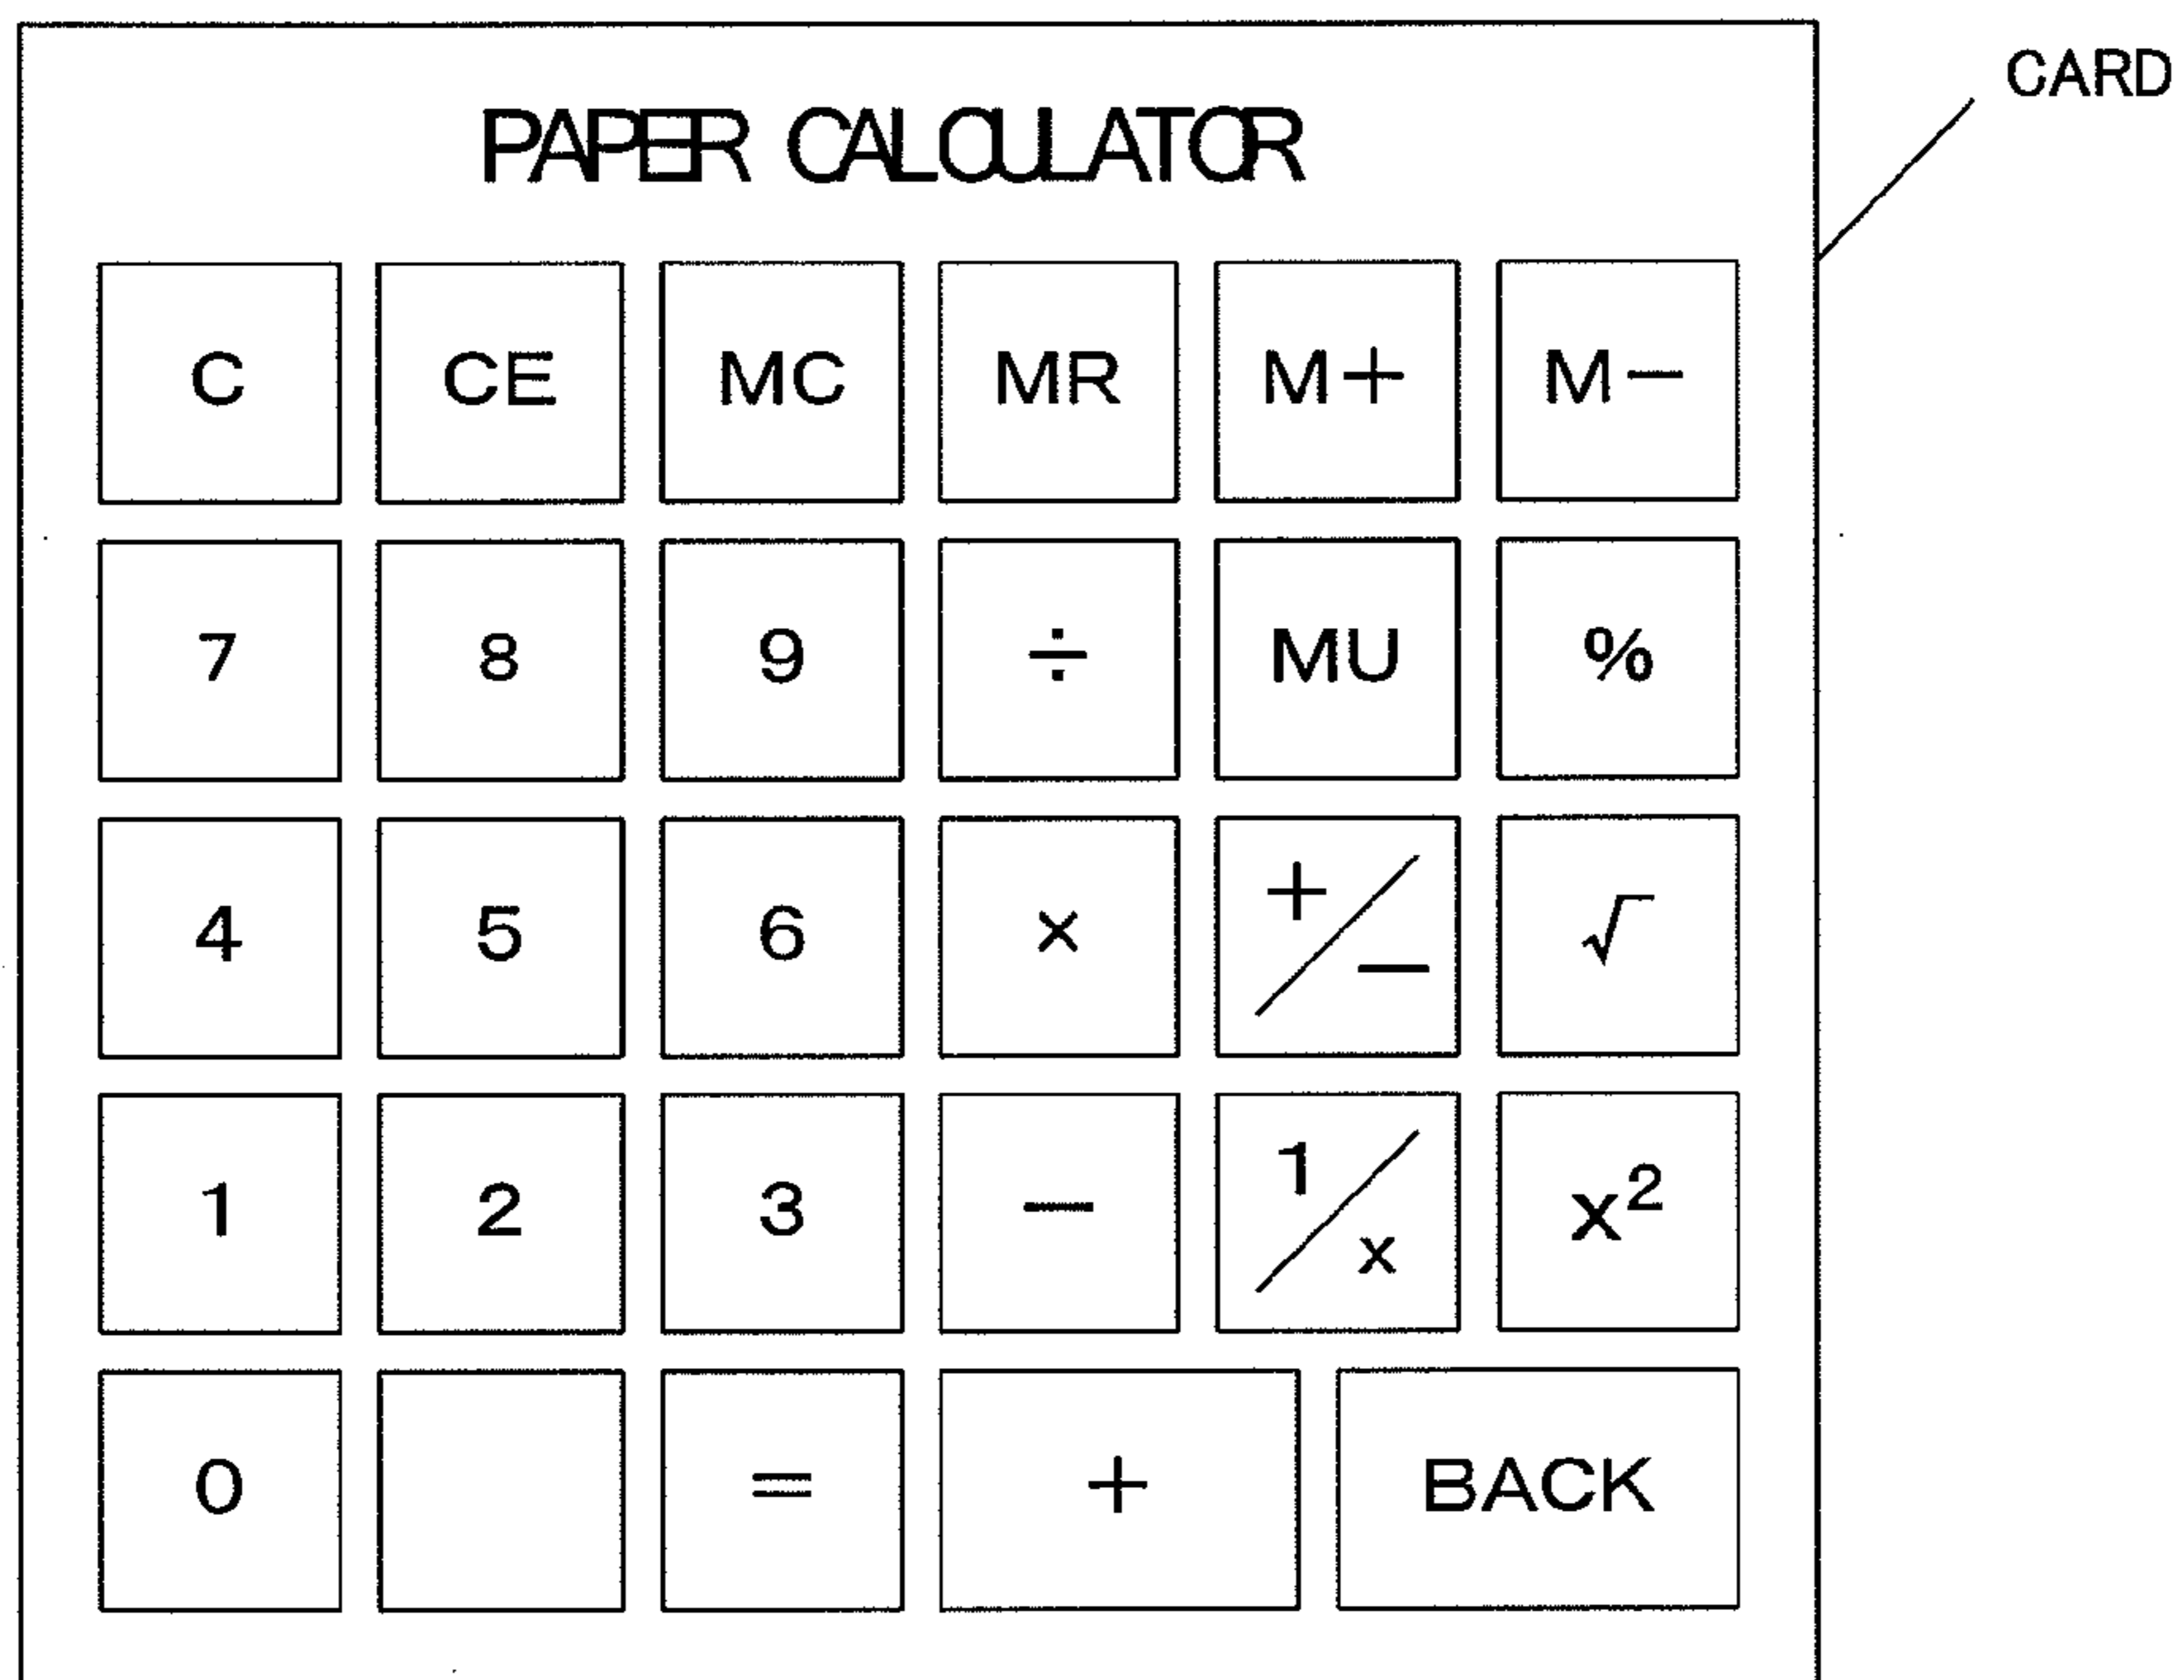 CARD
PAPER CALCULATOR
C CE MC MR M+ M-
7 8 9 ÷ MU %
4 5 6 × +/- √
1 2 3 - 1/x x²
0 = + BACK